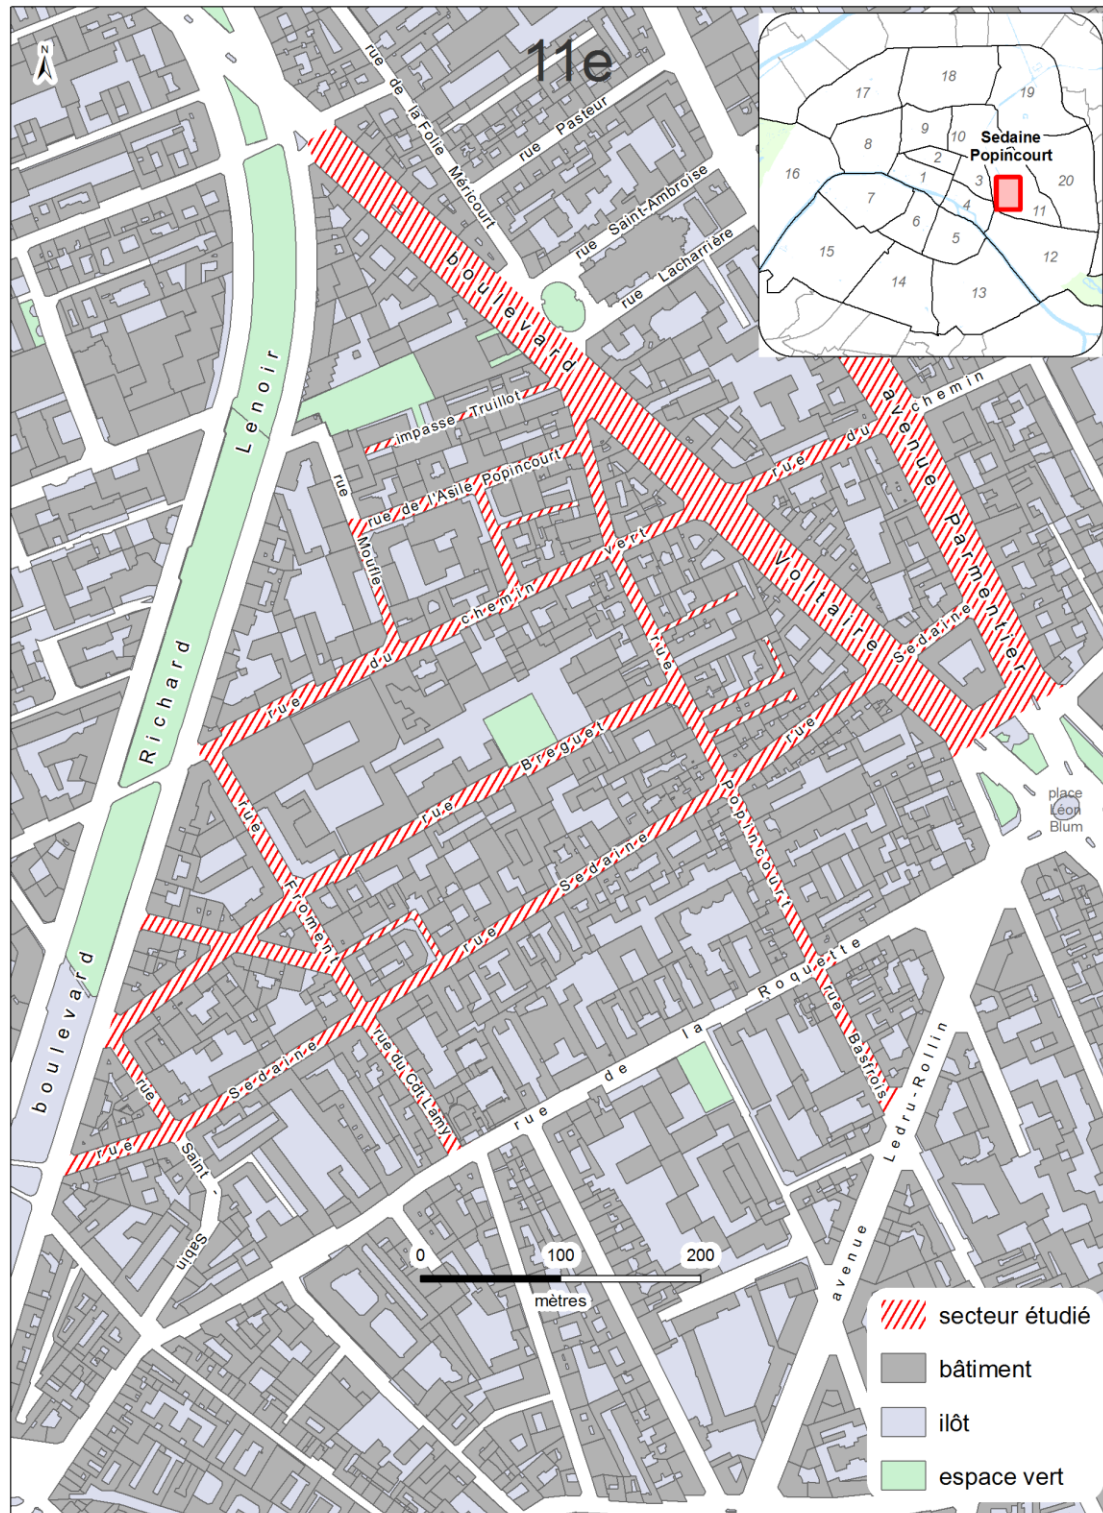 N
11e
rue de la Folie Méricourt
rue Pasteur
rue Saint-Ambroise
rue Lacharrière
17
18
19
8
9
10
2
3
1
4
16
7
6
5
20
11
15
14
13
12
Sedaine
Popincourt
boulevard Voltaire
avenue Parmentier
rue du chemin
impasse Truillot
rue de l'Asile Popincourt
rue Moufle
rue du chemin vert
boulevard Richard Lenoir
rue Popincourt
rue Breguet
rue Sedaine
rue Sedaine
rue Froment
rue Sedaine
rue Saint-Sabin
rue du Cdt Lamy
rue de la Roquette
rue Basfrois
avenue Ledru-Rollin
place
Léon
Blum
0 100 200
mètres
secteur étudié
bâtiment
ilôt
espace vert